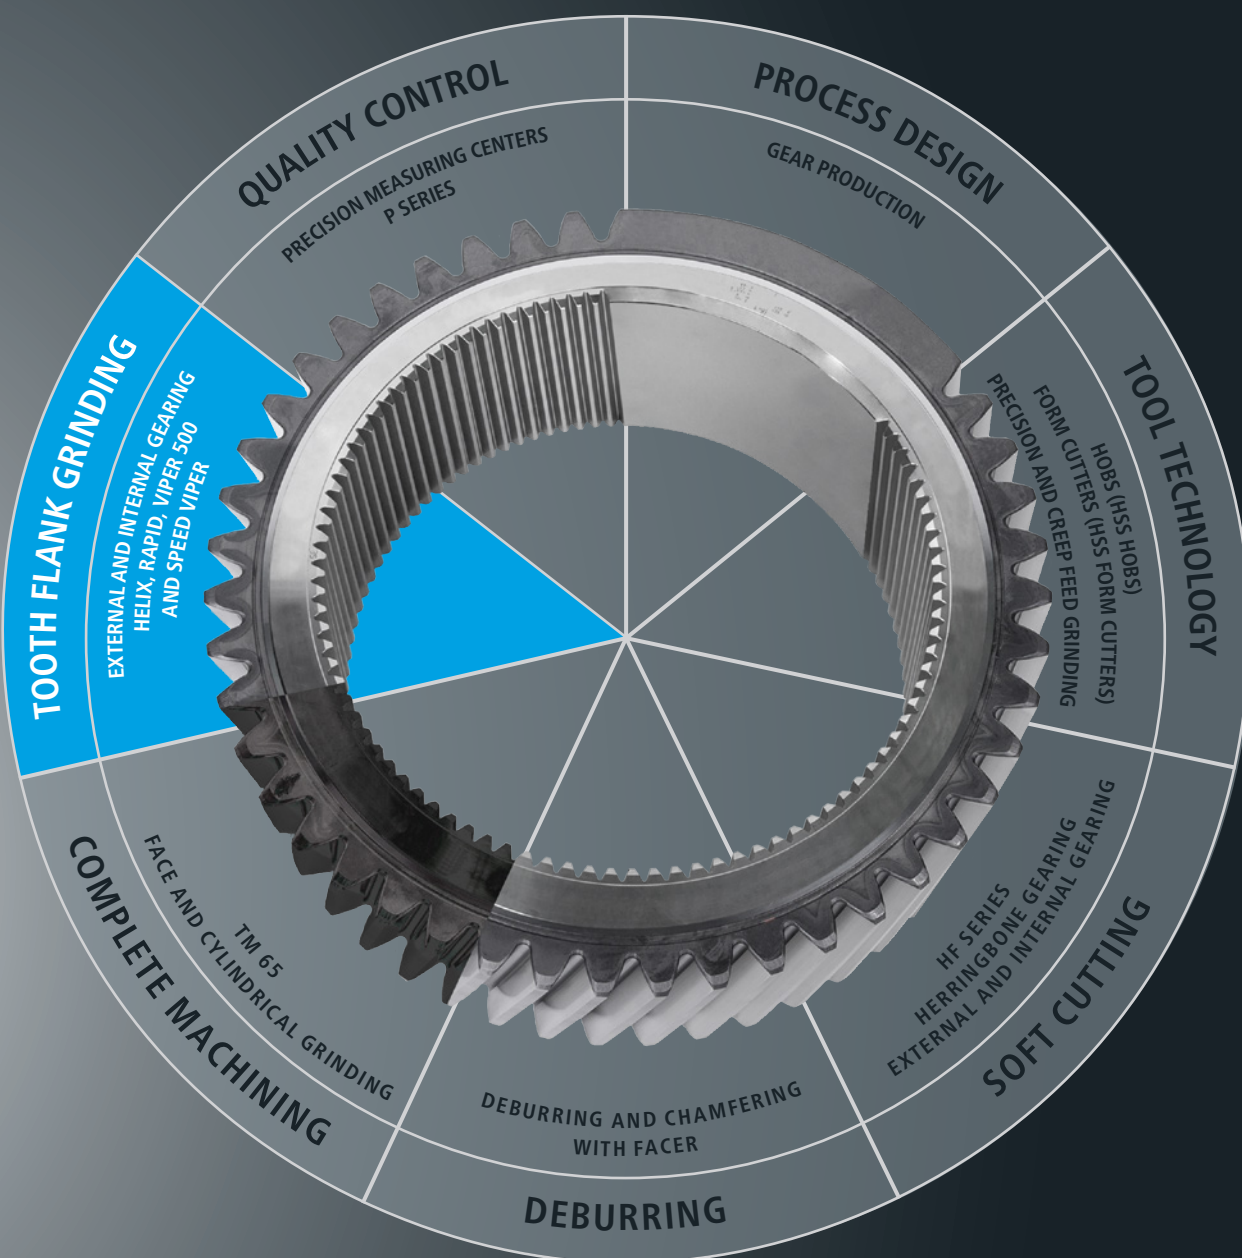 QUALITY CONTROL
PRECISION MEASURING CENTERS
P SERIES
PROCESS DESIGN
GEAR PRODUCTION
TOOL TECHNOLOGY
HOBS (HSS HOBS)
FORM CUTTERS (HSS FORM CUTTERS)
PRECISION AND CREEP FEED GRINDING
SOFT CUTTING
HF SERIES
HERRINGBONE GEARING
EXTERNAL AND INTERNAL GEARING
DEBURRING AND CHAMFERING
WITH FACER
DEBURRING
COMPLETE MACHINING
TM 65
FACE AND CYLINDRICAL GRINDING
TOOTH FLANK GRINDING
EXTERNAL AND INTERNAL GEARING
HELIX, RAPID, VIPER 500
AND SPEED VIPER